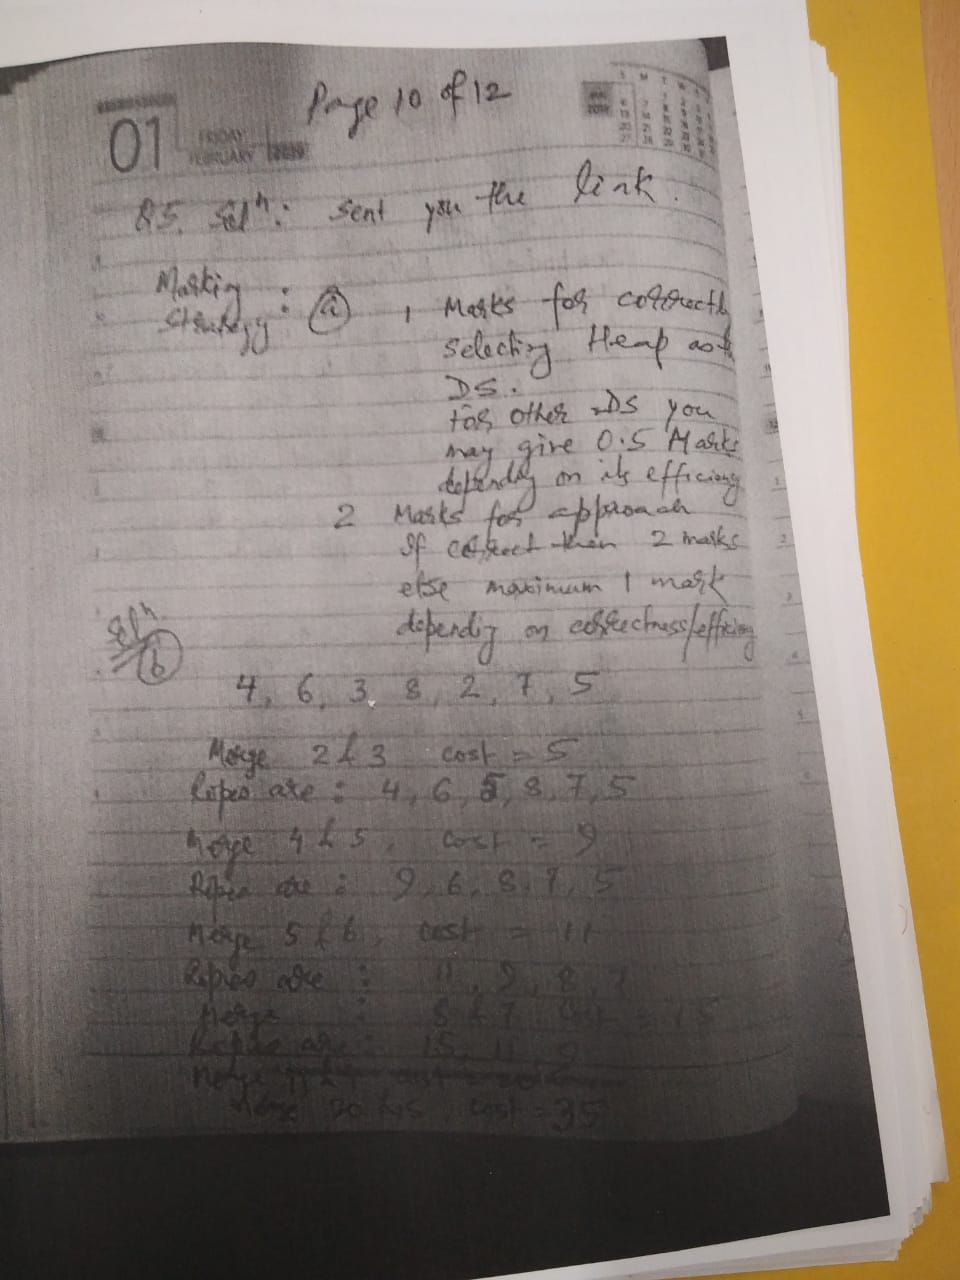 01
FRIDAY
FEBRUARY 2019
Page 10 of 12
S M T W
Q5. Solⁿ: Sent you the link.
Marking Strategy : (a) 1 Marks for correctly
selecting Heap as
DS.
For other DS you
may give 0.5 Marks
depending on its efficiency
2 Marks for approach
If correct then 2 marks
else maximum 1 mark
depending on correctness/efficiency
Solⁿ (b)
4, 6, 3, 8, 2, 7, 5
Merge 2 & 3 cost = 5
Ropes are : 4, 6, 5, 8, 7, 5
Merge 4 & 5, cost = 9
Ropes are : 9, 6, 8, 7, 5
Merge 5 & 6, cost = 11
Ropes are : 11, 9, 8, 7
Merge : 8 & 7 cost = 15
Ropes are : 15, 11, 9
Merge 11 & 9 cost = 20
Merge 20 & 15, cost = 35